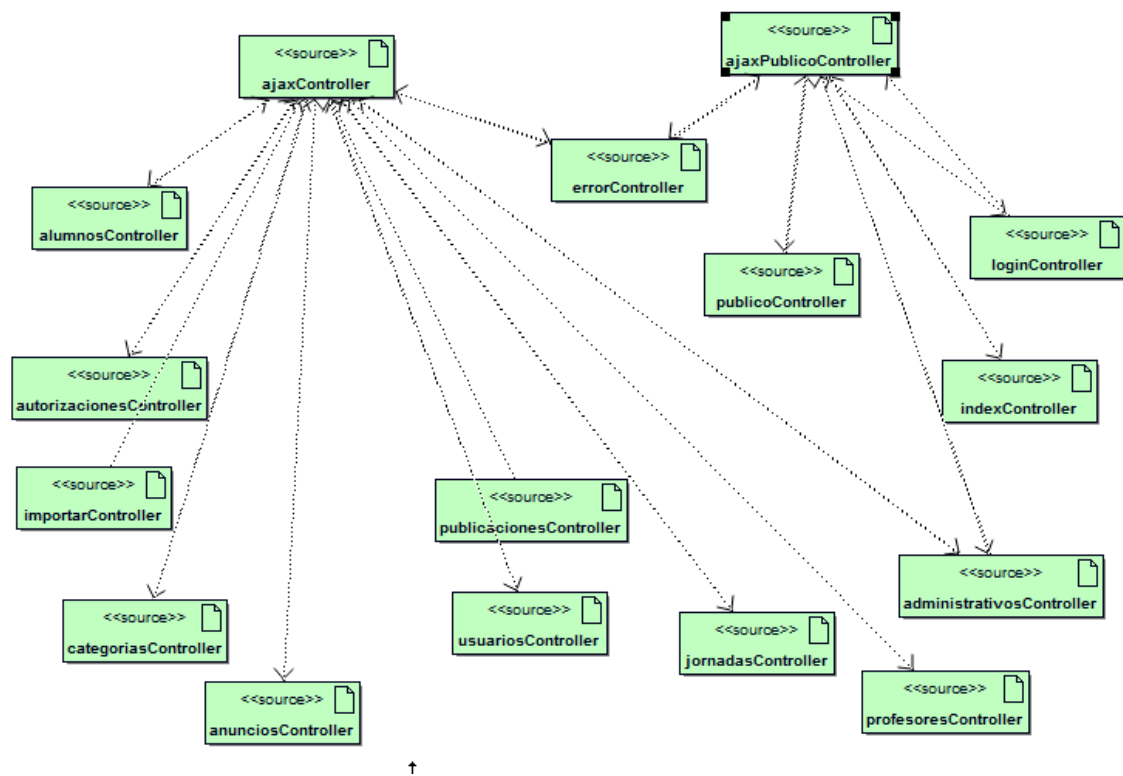 <<source>>
ajaxController
<<source>>
ajaxPublicoController
<<source>>
errorController
<<source>>
alumnosController
<<source>>
loginController
<<source>>
publicoController
<<source>>
autorizacionesController
<<source>>
indexController
<<source>>
importarController
<<source>>
publicacionesController
<<source>>
administrativosController
<<source>>
categoriasController
<<source>>
usuariosController
<<source>>
jornadasController
<<source>>
profesoresController
<<source>>
anunciosController